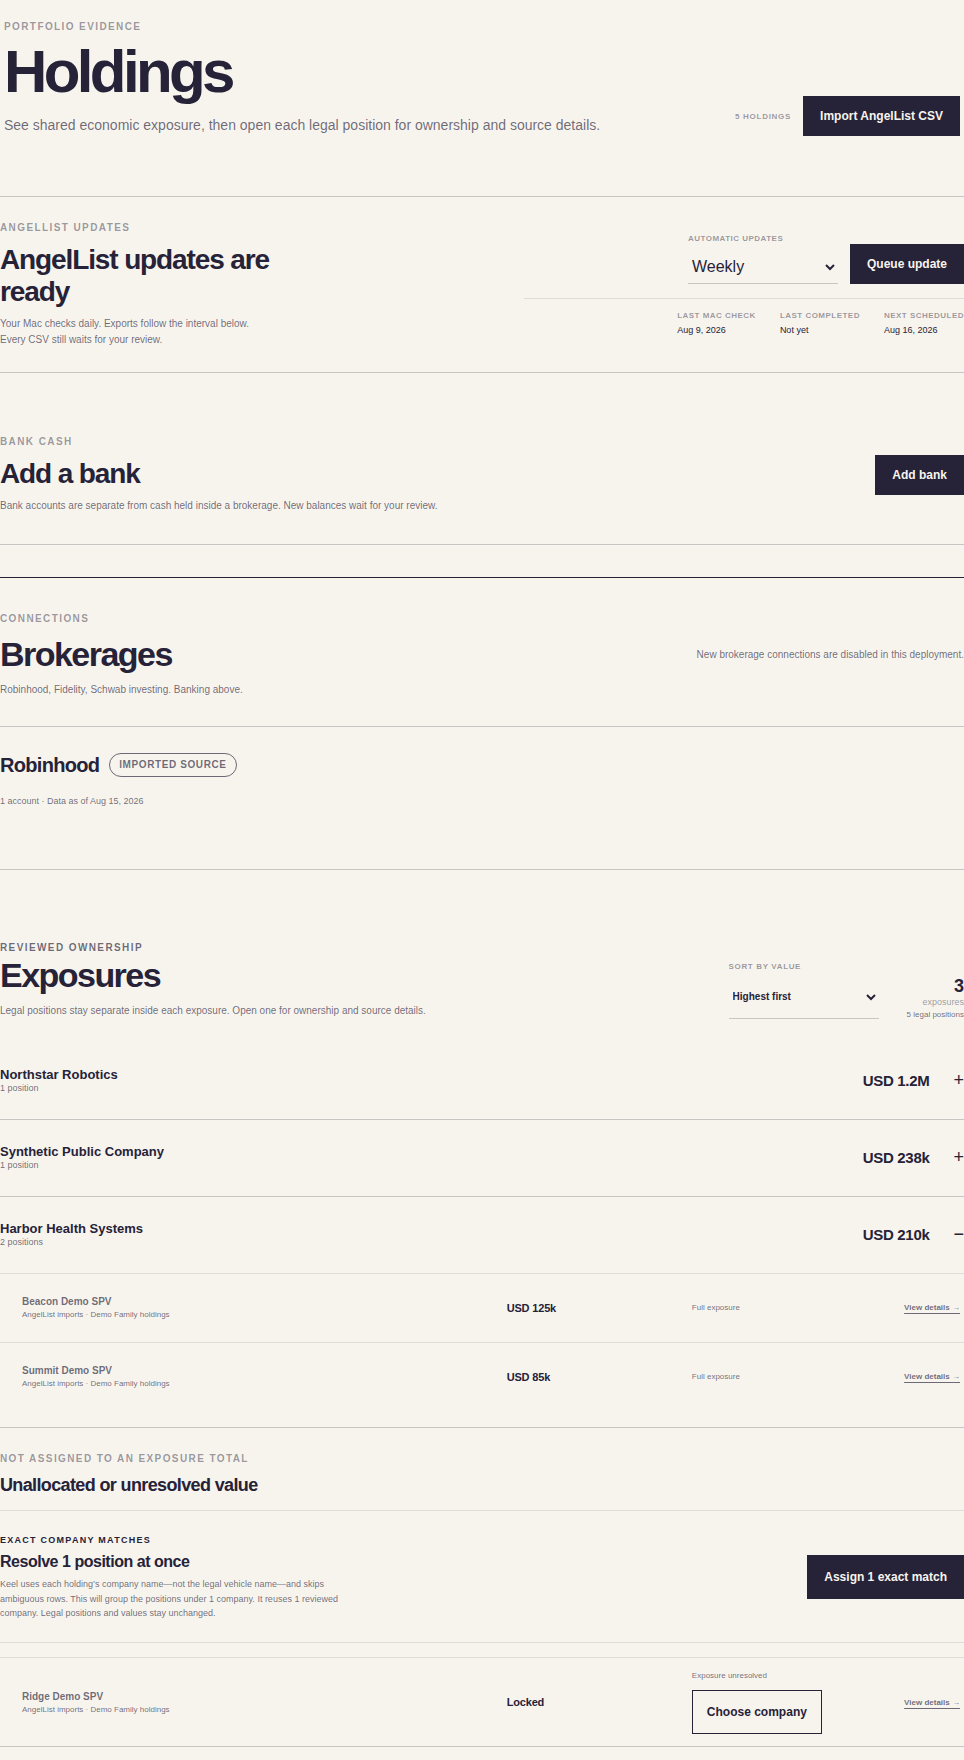 PORTFOLIO EVIDENCE
Holdings
See shared economic exposure, then open each legal position for ownership and source details.
5 HOLDINGS
Import AngelList CSV
ANGELLIST UPDATES
AngelList updates are
ready
Your Mac checks daily. Exports follow the interval below.
Every CSV still waits for your review.
AUTOMATIC UPDATES
Weekly
Queue update
LAST MAC CHECK
Aug 9, 2026
LAST COMPLETED
Not yet
NEXT SCHEDULED
Aug 16, 2026
BANK CASH
Add a bank
Bank accounts are separate from cash held inside a brokerage. New balances wait for your review.
Add bank
CONNECTIONS
Brokerages
Robinhood, Fidelity, Schwab investing. Banking above.
New brokerage connections are disabled in this deployment.
Robinhood IMPORTED SOURCE
1 account · Data as of Aug 15, 2026
REVIEWED OWNERSHIP
Exposures
Legal positions stay separate inside each exposure. Open one for ownership and source details.
SORT BY VALUE
Highest first
3
exposures
5 legal positions
Northstar Robotics
1 position
USD 1.2M +
Synthetic Public Company
1 position
USD 238k +
Harbor Health Systems
2 positions
USD 210k −
Beacon Demo SPV
AngelList imports · Demo Family holdings
USD 125k
Full exposure
View details →
Summit Demo SPV
AngelList imports · Demo Family holdings
USD 85k
Full exposure
View details →
NOT ASSIGNED TO AN EXPOSURE TOTAL
Unallocated or unresolved value
EXACT COMPANY MATCHES
Resolve 1 position at once
Keel uses each holding's company name—not the legal vehicle name—and skips
ambiguous rows. This will group the positions under 1 company. It reuses 1 reviewed
company. Legal positions and values stay unchanged.
Assign 1 exact match
Ridge Demo SPV
AngelList imports · Demo Family holdings
Locked
Exposure unresolved
Choose company
View details →